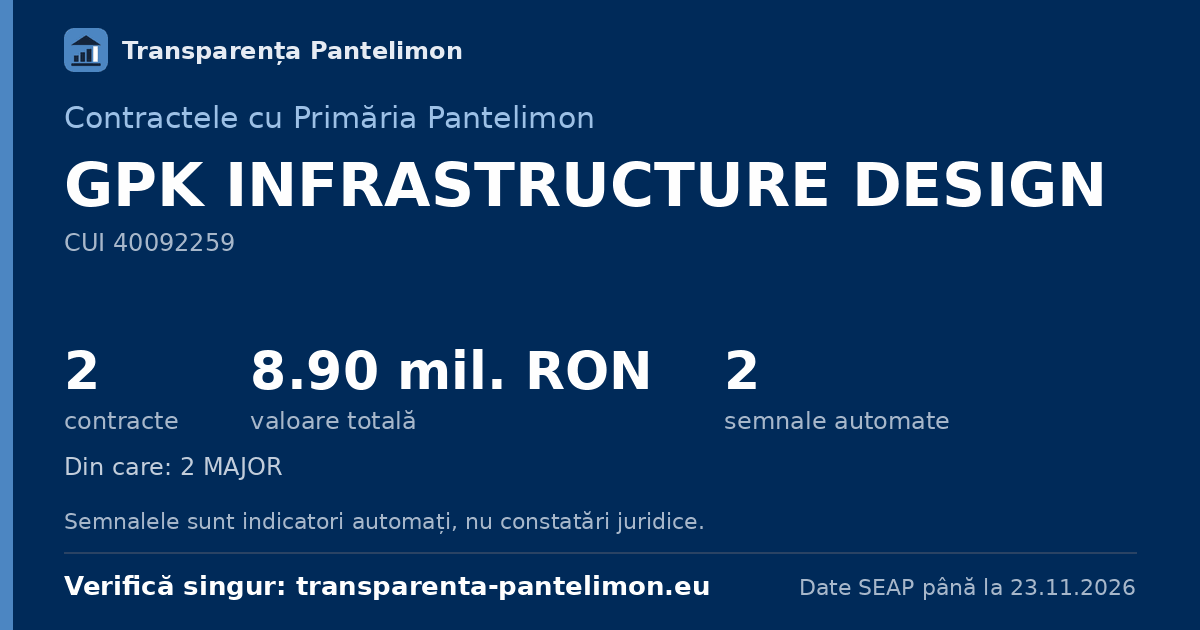 Transparența Pantelimon
Contractele cu Primăria Pantelimon
GPK INFRASTRUCTURE DESIGN
CUI 40092259
2 8.90 mil. RON 2
contracte valoare totală semnale automate
Din care: 2 MAJOR
Semnalele sunt indicatori automați, nu constatări juridice.
Verifică singur: transparenta-pantelimon.eu Date SEAP până la 23.11.2026